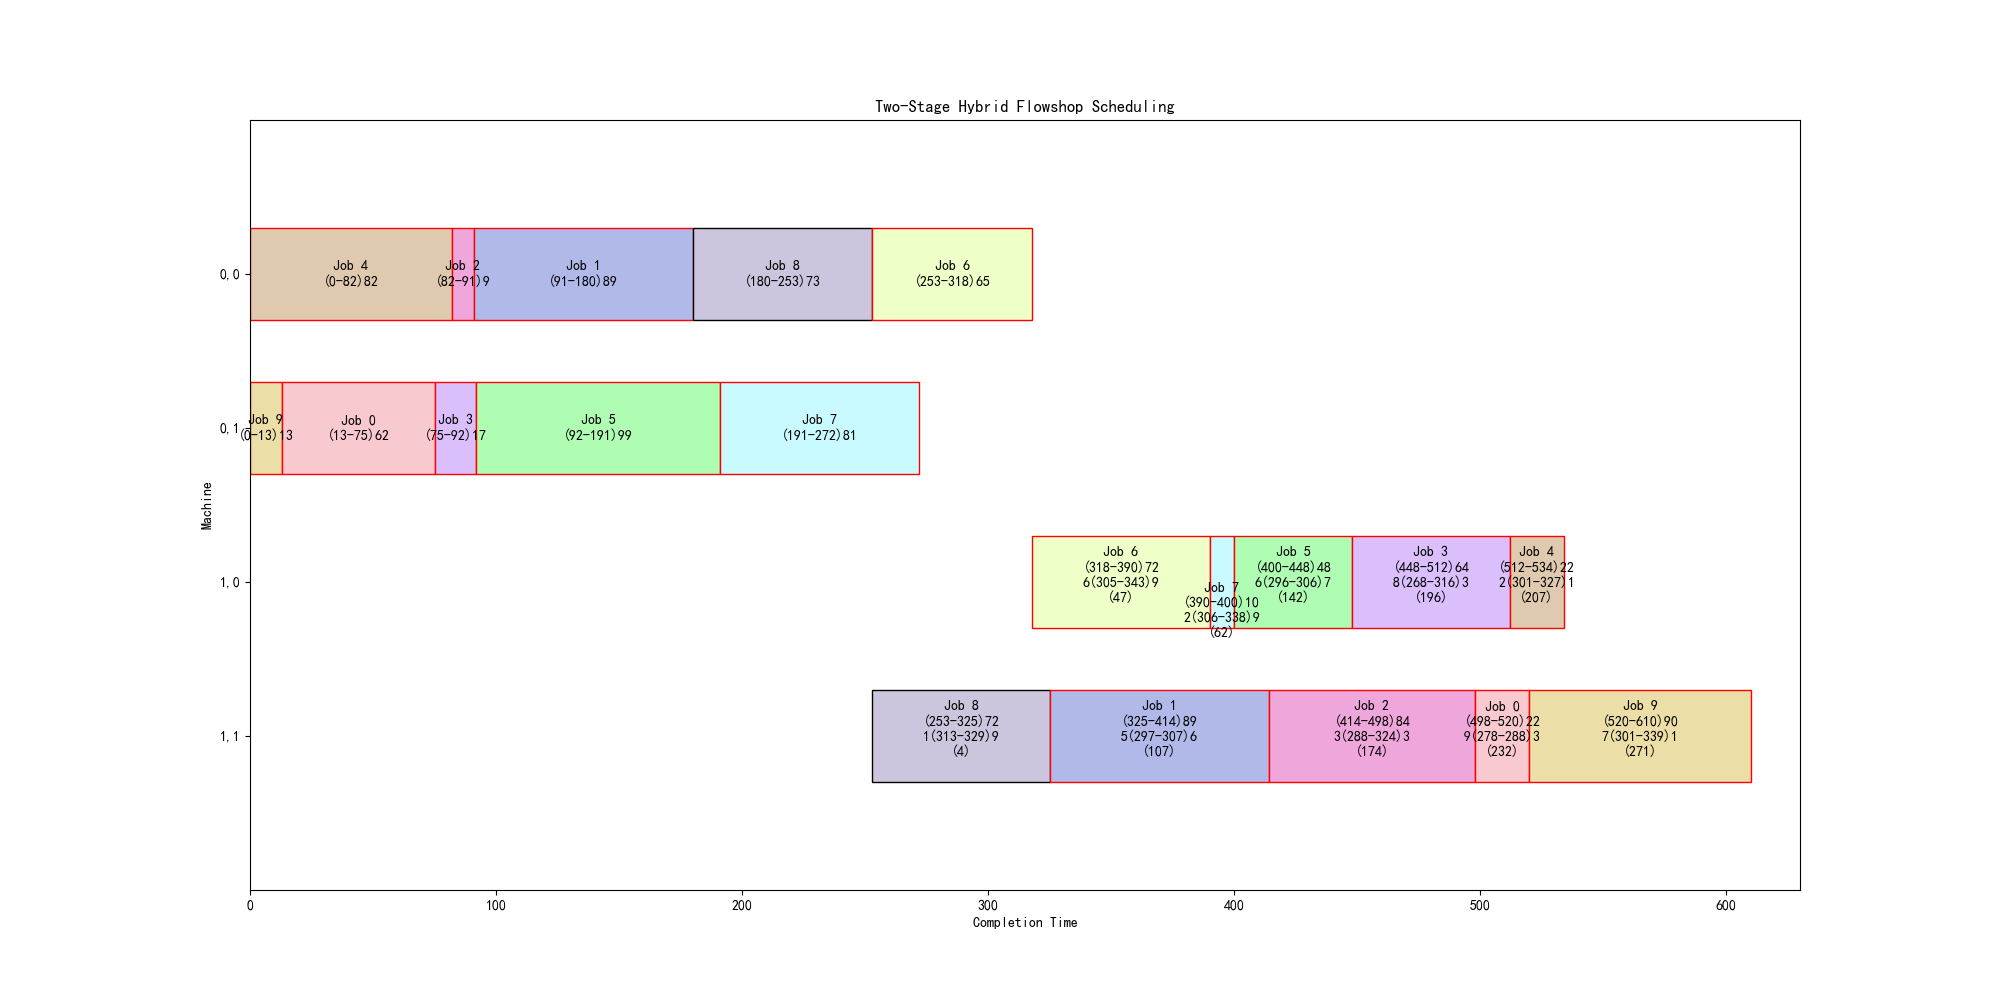 Two-Stage Hybrid Flowshop Scheduling
Machine
0,0
Job 4
(0-82)82
Job 2
(82-91)9
Job 1
(91-180)89
Job 8
(180-253)73
Job 6
(253-318)65
0,1
Job 9
(0-13)13
Job 0
(13-75)62
Job 3
(75-92)17
Job 5
(92-191)99
Job 7
(191-272)81
1,0
Job 6
(318-390)72
6(305-343)9
(47)
Job 7
(390-400)10
2(306-338)9
(62)
Job 5
(400-448)48
6(296-306)7
(142)
Job 3
(448-512)64
8(268-316)3
(196)
Job 4
(512-534)22
2(301-327)1
(207)
1,1
Job 8
(253-325)72
1(313-329)9
(4)
Job 1
(325-414)89
5(297-307)6
(107)
Job 2
(414-498)84
3(288-324)3
(174)
Job 0
(498-520)22
9(278-288)3
(232)
Job 9
(520-610)90
7(301-339)1
(271)
0 100 200 300 400 500 600
Completion Time